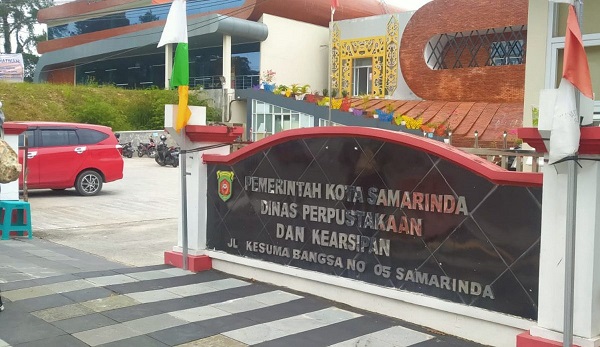 PEMERINTAH KOTA SAMARINDA
DINAS PERPUSTAKAAN
DAN KEARSIPAN
JL KESUMA BANGSA NO 05 SAMARINDA